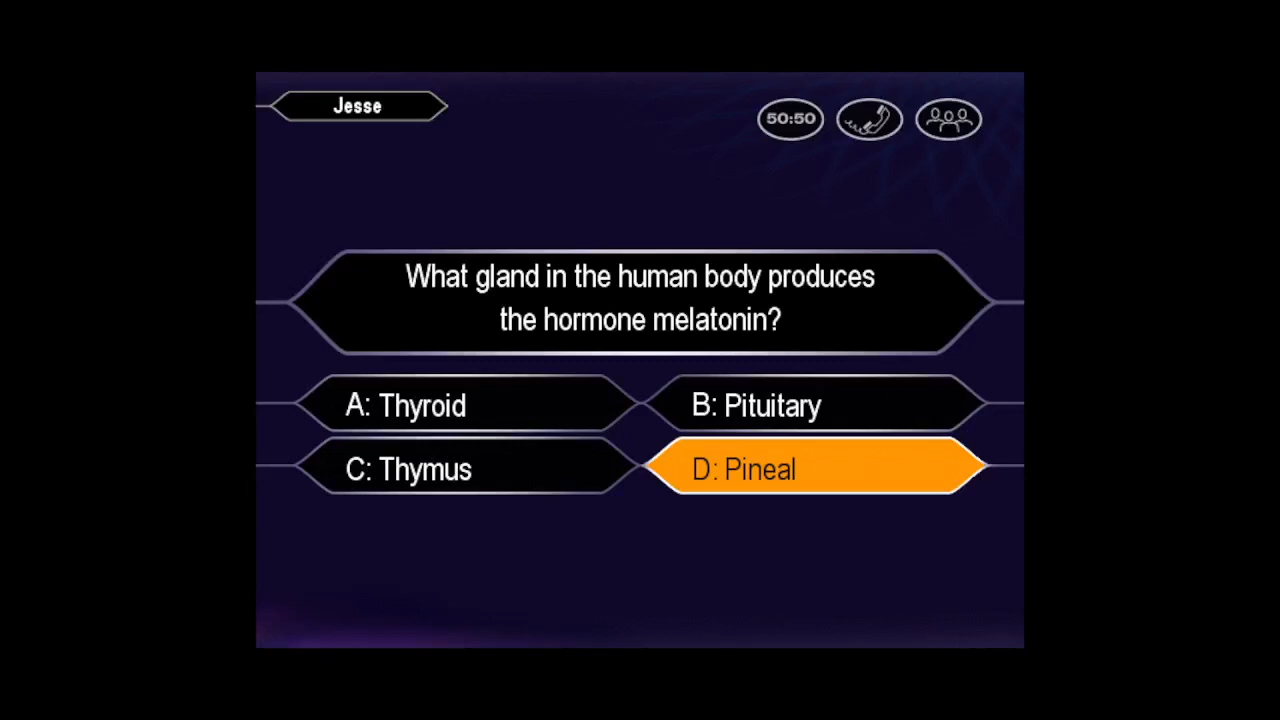 Jesse
50:50
What gland in the human body produces
the hormone melatonin?
A: Thyroid
B: Pituitary
C: Thymus
D: Pineal